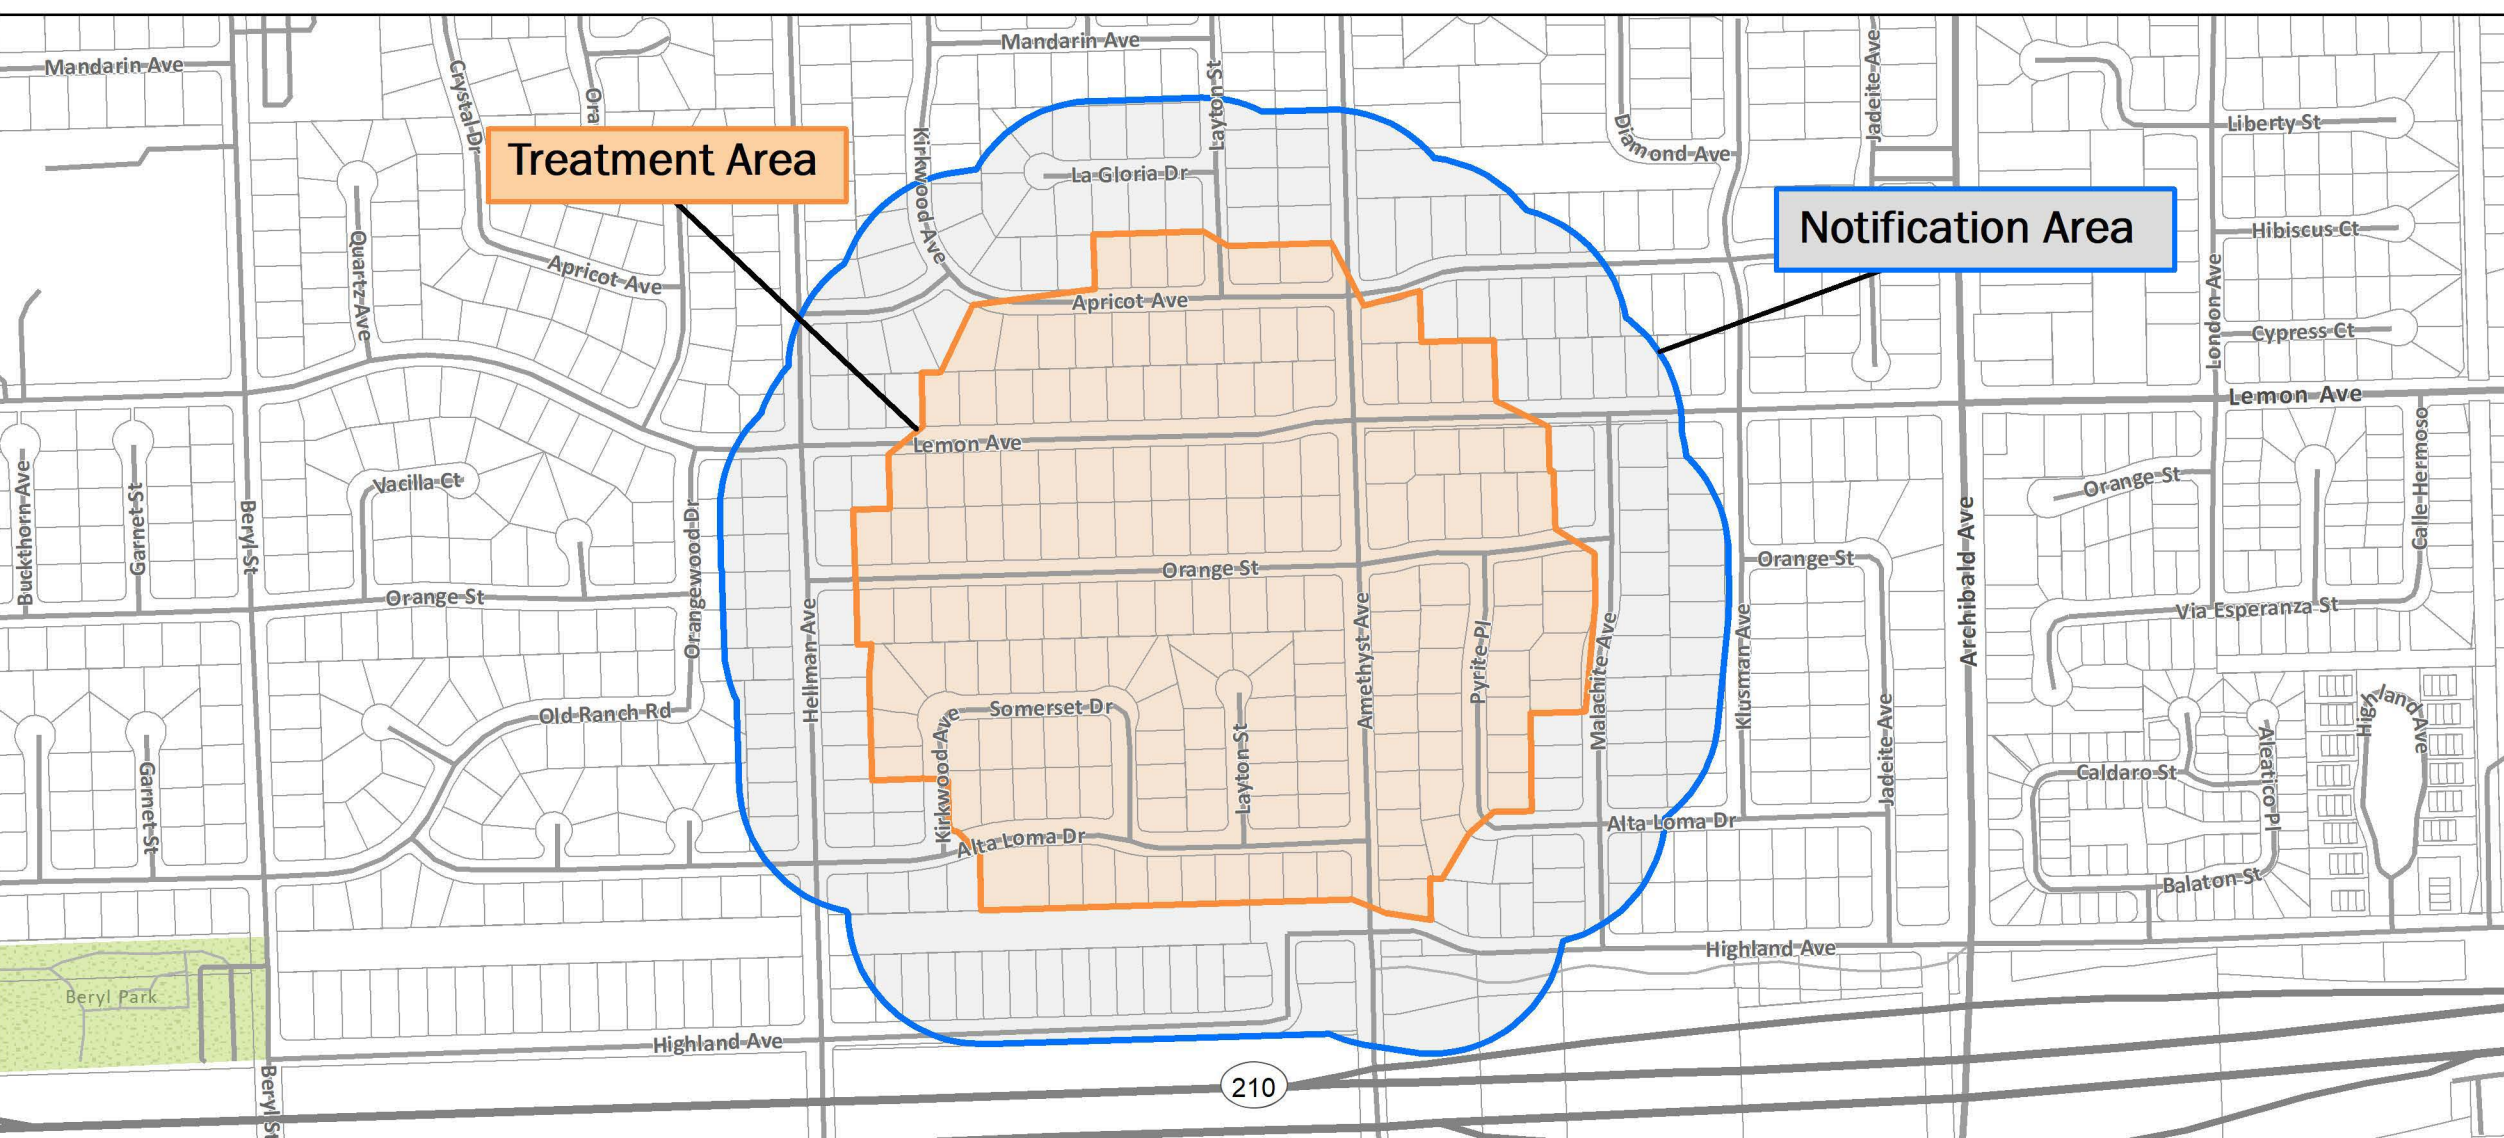 Mandarin Ave
Mandarin Ave
Crystal Dr
Ora
Layton St
Jadeite Ave
Diamond Ave
Liberty St
Treatment Area
Kirkwood Ave
La Gloria Dr
Notification Area
Hibiscus Ct
Quartz Ave
Apricot Ave
Apricot Ave
London Ave
Cypress Ct
Lemon Ave
Lemon Ave
Calle Hermoso
Buckthorn Ave
Garnet St
Beryl St
Vacilla Ct
Orangewood Dr
Orange St
Orange St
Orange St
Orange St
Archibald Ave
Via Esperanza St
Hellman Ave
Amethyst Ave
Pyrite Pl
Malachite Ave
Klusman Ave
Old Ranch Rd
Somerset Dr
Kirkwood Ave
Layton St
Jadeite Ave
Highland Ave
Aleatico Pl
Caldaro St
Garnet St
Alta Loma Dr
Alta Loma Dr
Balaton St
Highland Ave
Beryl Park
Highland Ave
210
Beryl St